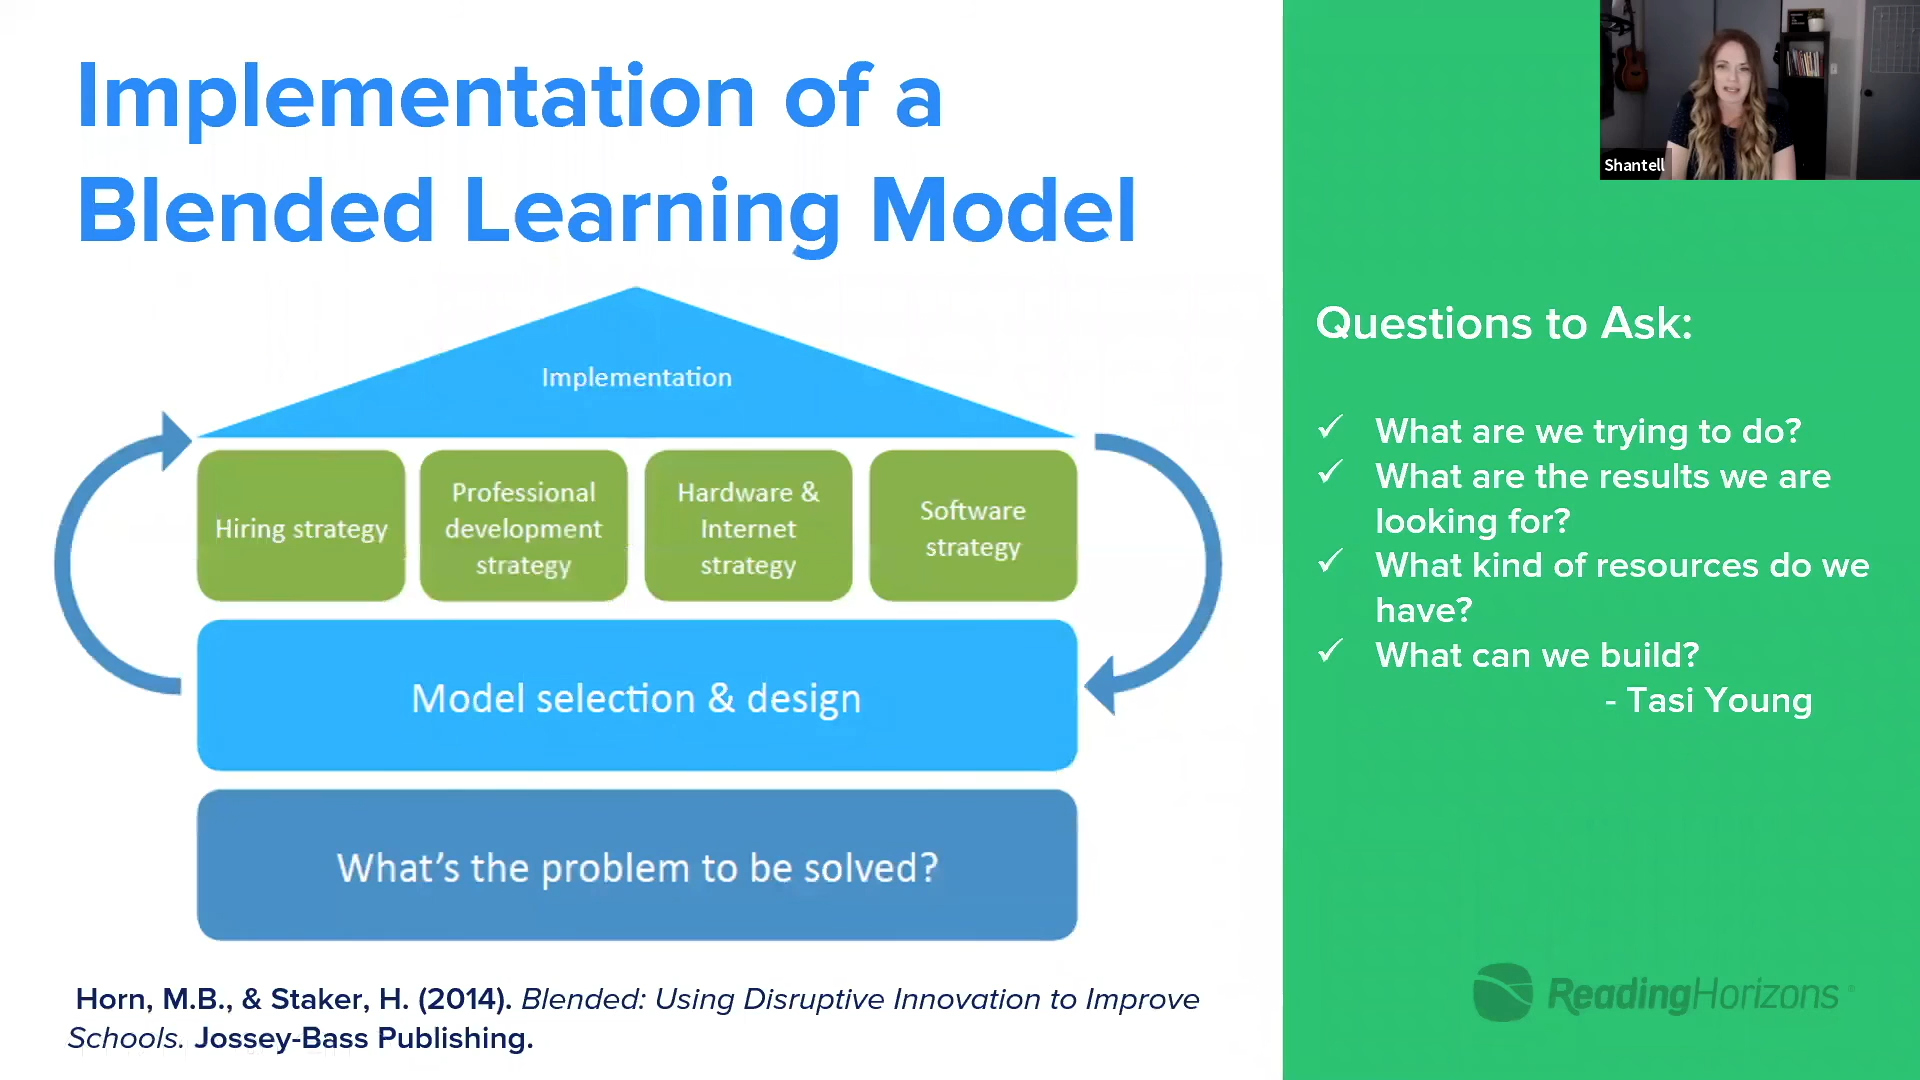 Implementation of a
Blended Learning Model
Implementation
Hiring strategy
Professional
development
strategy
Hardware &
Internet
strategy
Software
strategy
Model selection & design
What's the problem to be solved?
Horn, M.B., & Staker, H. (2014). Blended: Using Disruptive Innovation to Improve
Schools. Jossey-Bass Publishing.
Shantell
Questions to Ask:
✓ What are we trying to do?
✓ What are the results we are
looking for?
✓ What kind of resources do we
have?
✓ What can we build?
- Tasi Young
ReadingHorizons